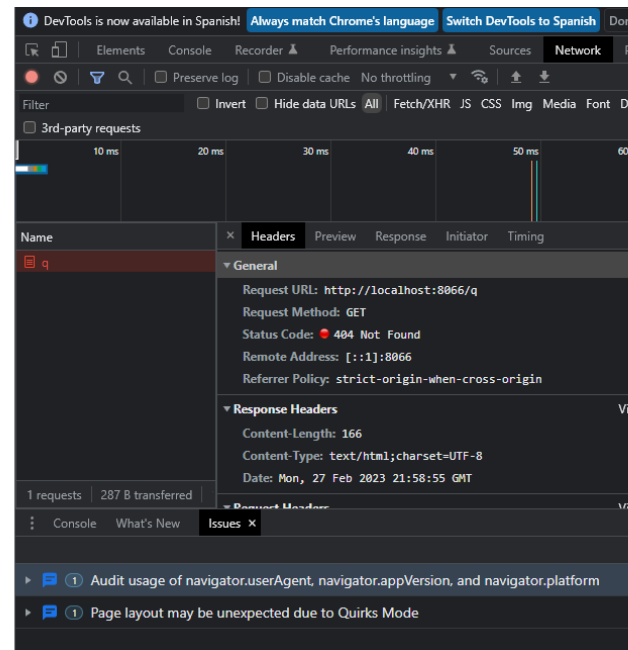 DevTools is now available in Spanish! Always match Chrome's language Switch DevTools to Spanish
Elements Console Recorder Performance insights Sources Network
Preserve log Disable cache No throttling
Filter Invert Hide data URLs All Fetch/XHR JS CSS Img Media Font
3rd-party requests
10 ms 20 ms 30 ms 40 ms 50 ms
Name × Headers Preview Response Initiator Timing
q
General
Request URL: http://localhost:8066/q
Request Method: GET
Status Code: 404 Not Found
Remote Address: [::1]:8066
Referrer Policy: strict-origin-when-cross-origin
Response Headers
Content-Length: 166
Content-Type: text/html;charset=UTF-8
Date: Mon, 27 Feb 2023 21:58:55 GMT
1 requests 287 B transferred
Request Headers
Console What's New Issues ×
1 Audit usage of navigator.userAgent, navigator.appVersion, and navigator.platform
1 Page layout may be unexpected due to Quirks Mode